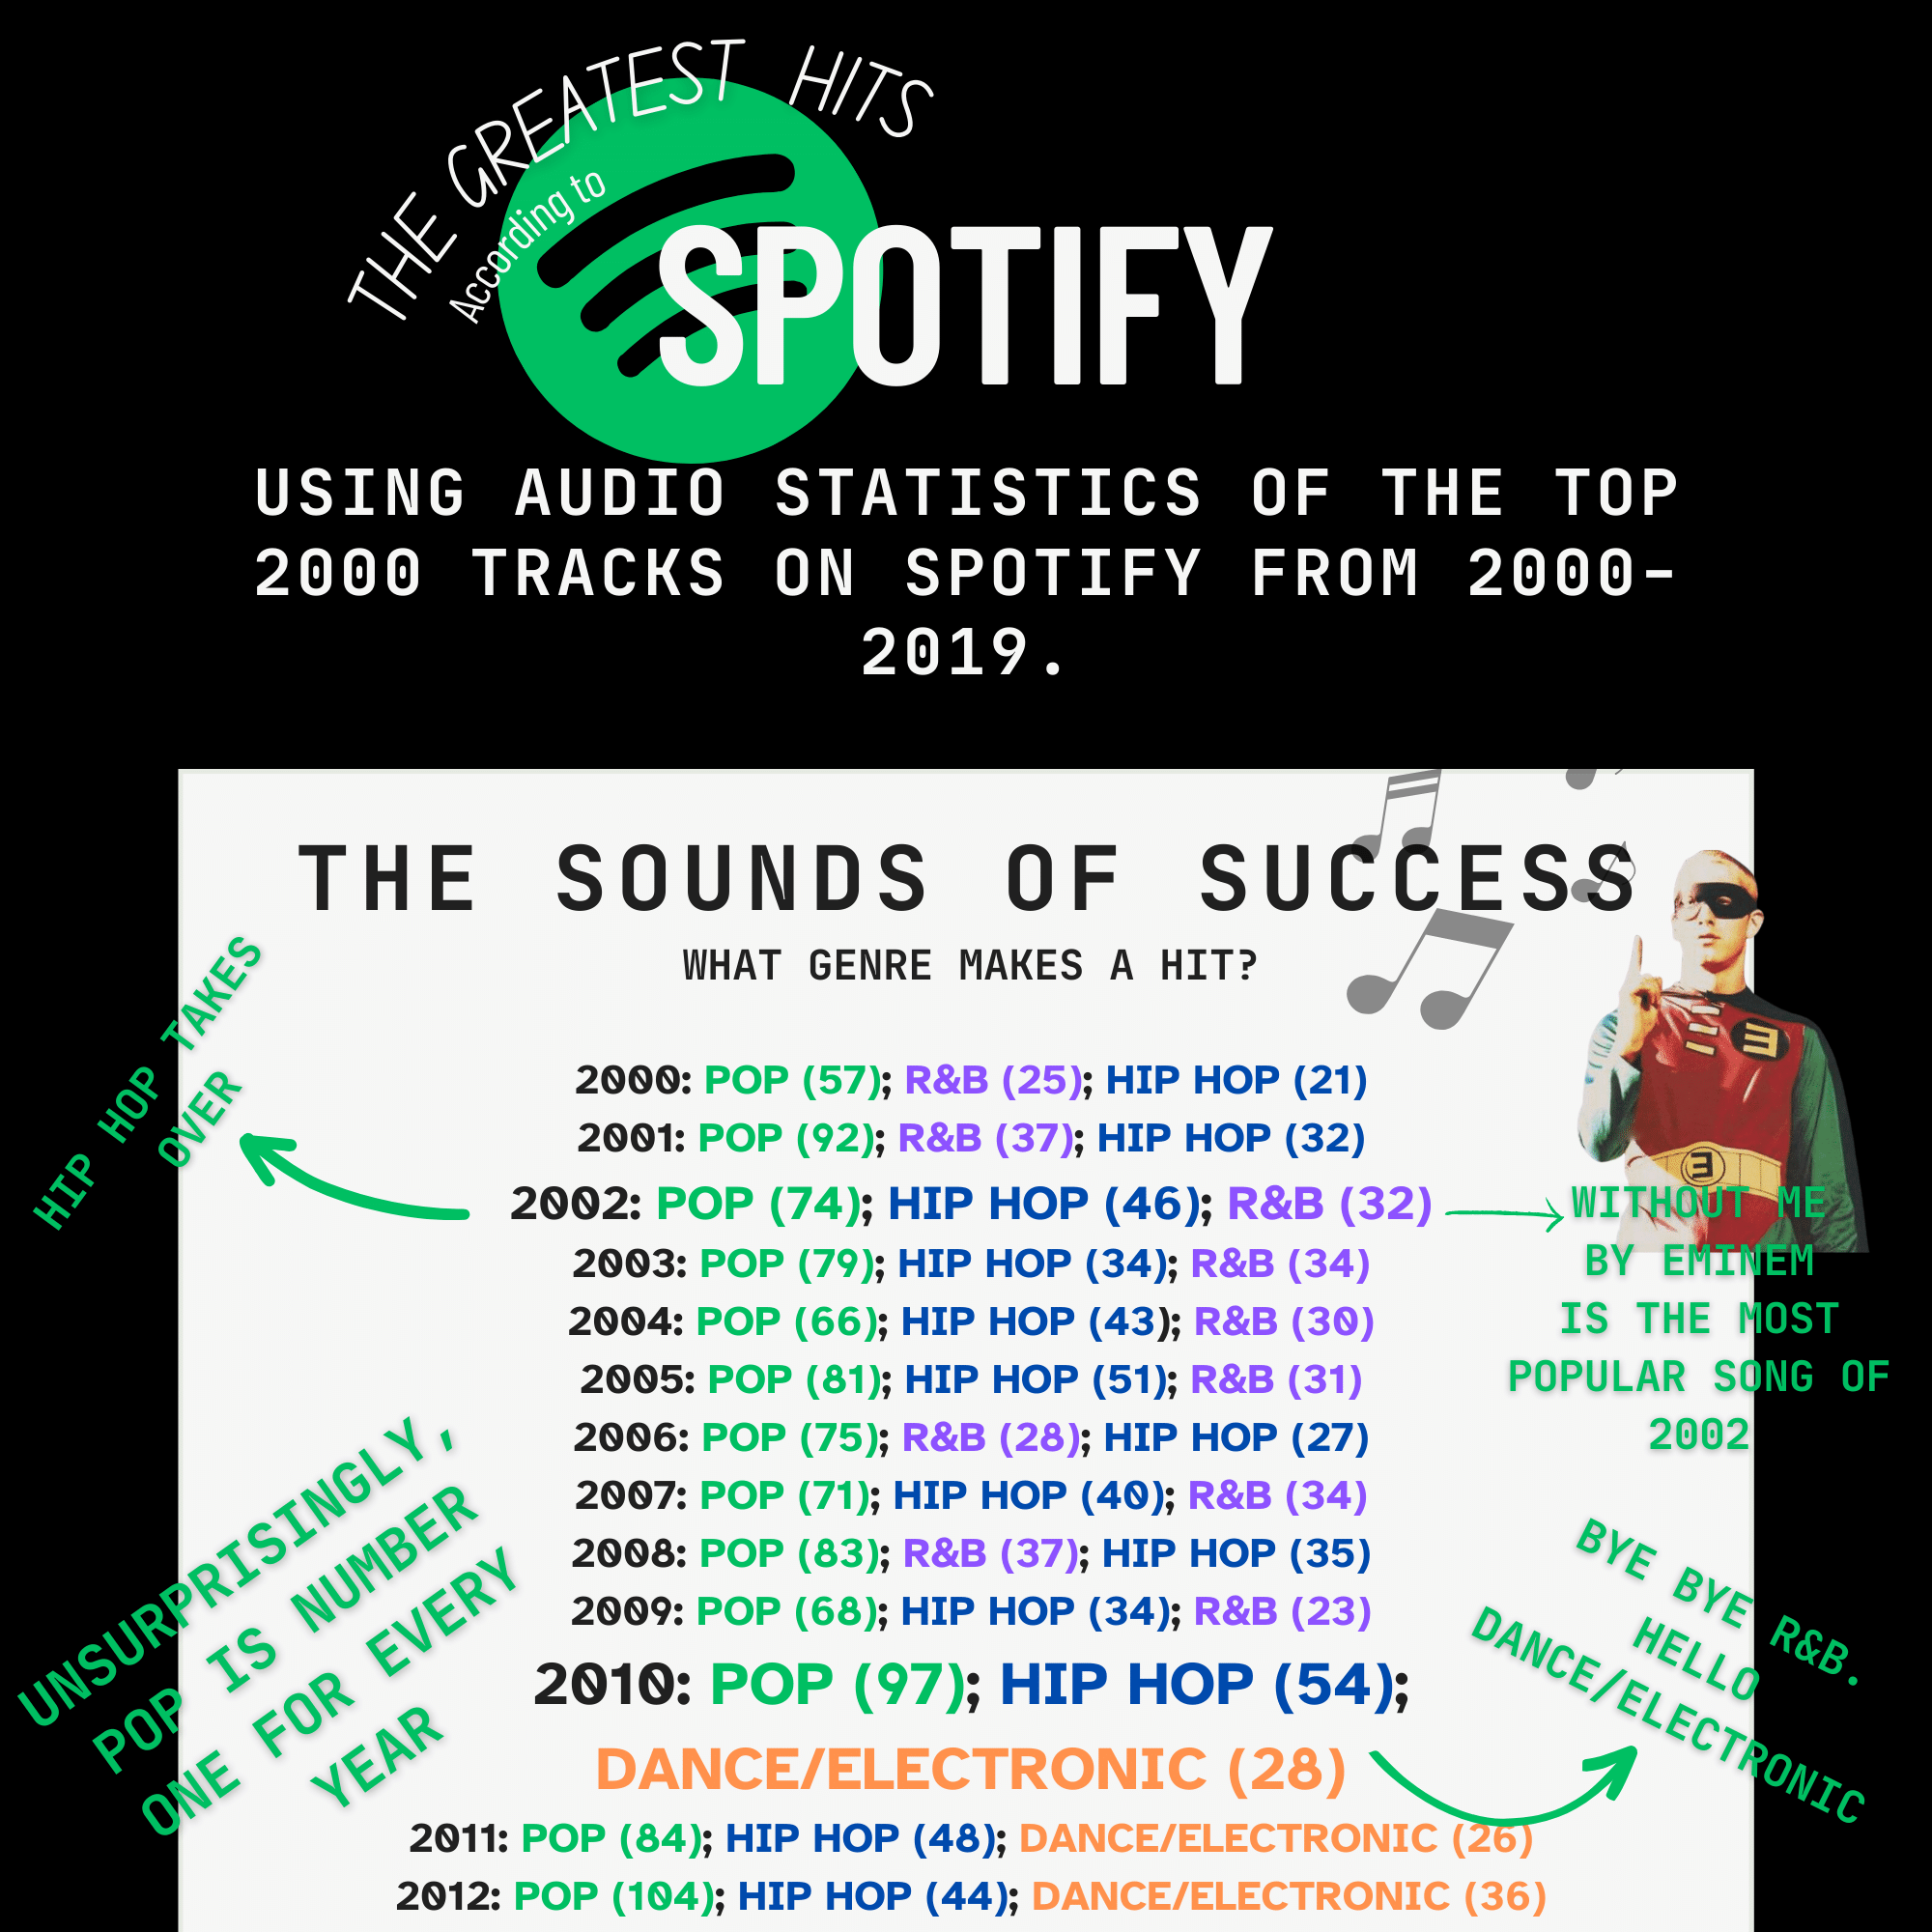 THE GREATEST HITS
According to
SPOTIFY
USING AUDIO STATISTICS OF THE TOP
2000 TRACKS ON SPOTIFY FROM 2000-
2019.
THE SOUNDS OF SUCCESS
WHAT GENRE MAKES A HIT?
HIP HOP TAKES
OVER
2000: POP (57); R&B (25); HIP HOP (21)
2001: POP (92); R&B (37); HIP HOP (32)
2002: POP (74); HIP HOP (46); R&B (32)
2003: POP (79); HIP HOP (34); R&B (34)
2004: POP (66); HIP HOP (43); R&B (30)
2005: POP (81); HIP HOP (51); R&B (31)
2006: POP (75); R&B (28); HIP HOP (27)
2007: POP (71); HIP HOP (40); R&B (34)
2008: POP (83); R&B (37); HIP HOP (35)
2009: POP (68); HIP HOP (34); R&B (23)
2010: POP (97); HIP HOP (54);
DANCE/ELECTRONIC (28)
2011: POP (84); HIP HOP (48); DANCE/ELECTRONIC (26)
2012: POP (104); HIP HOP (44); DANCE/ELECTRONIC (36)
WITHOUT ME
BY EMINEM
IS THE MOST
POPULAR SONG OF
2002
UNSURPRISINGLY,
POP IS NUMBER
ONE FOR EVERY
YEAR
BYE BYE R&B.
HELLO
DANCE/ELECTRONIC